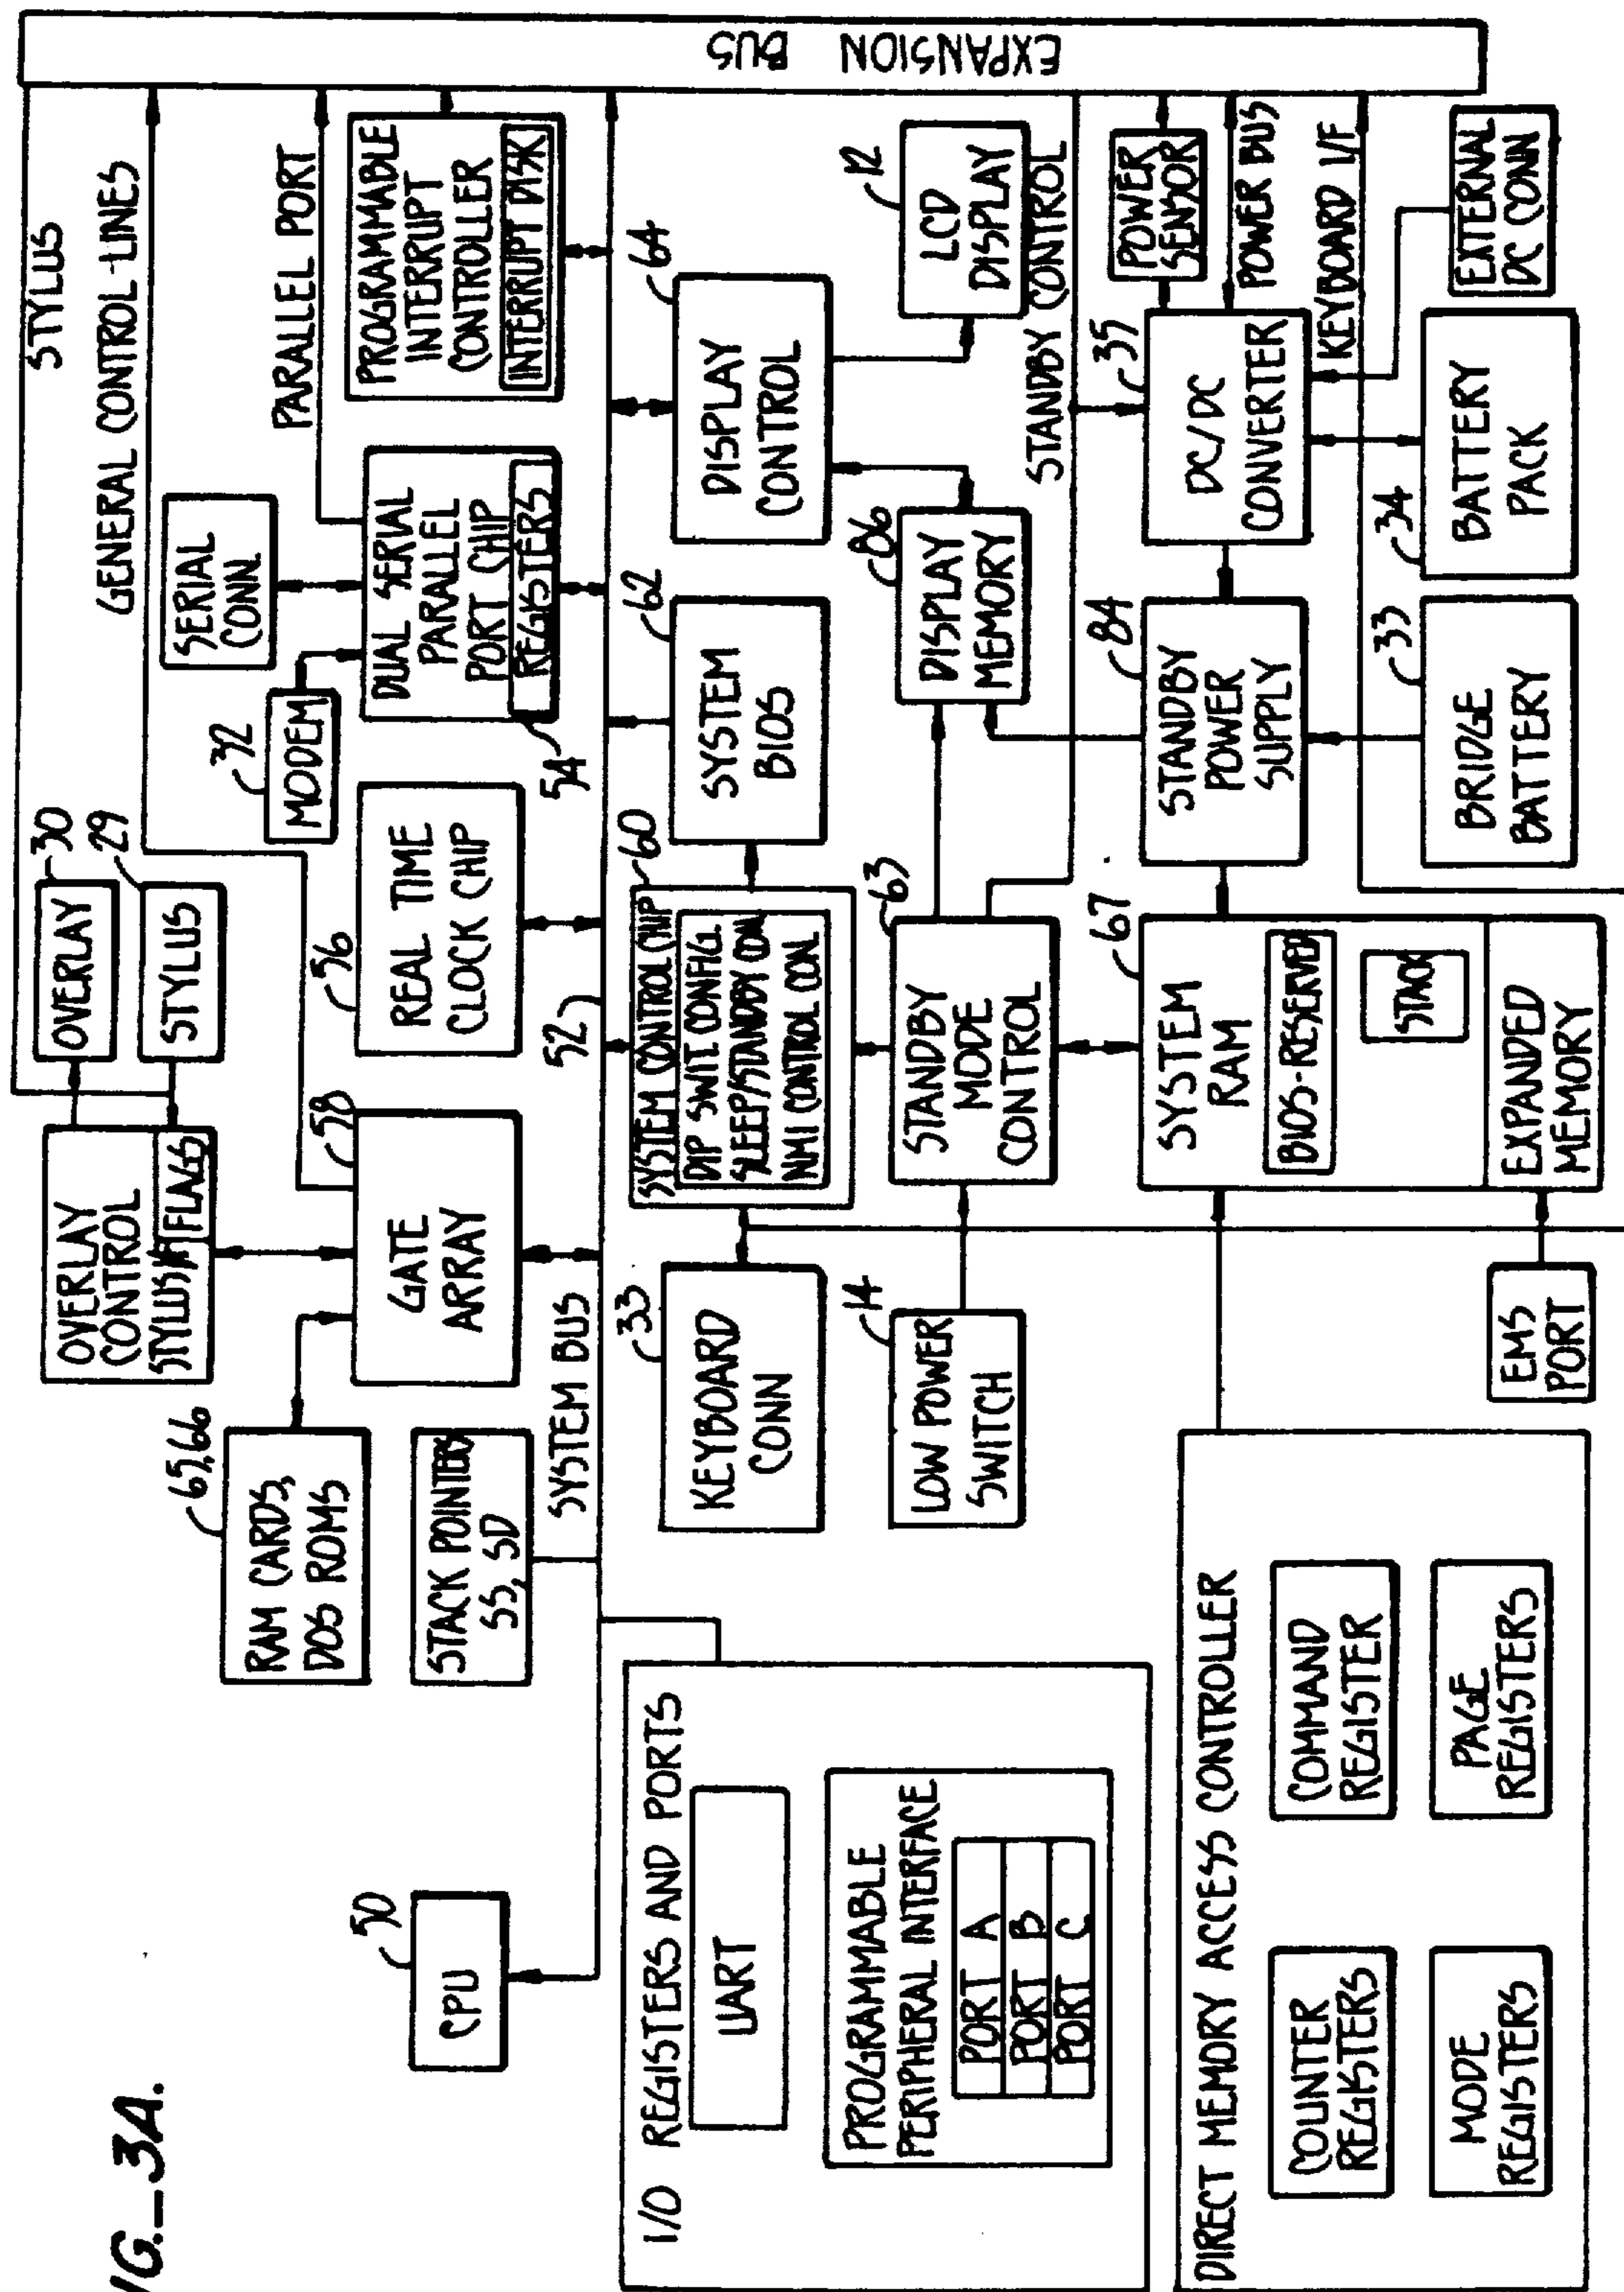 IG._3A.
CPU
50
I/O REGISTERS AND PORTS
UART
PROGRAMMABLE
PERIPHERAL INTERFACE
PORT A
PORT B
PORT C
DIRECT MEMORY ACCESS CONTROLLER
COUNTER
REGISTERS
COMMAND
REGISTER
MODE
REGISTERS
PAGE
REGISTERS
RAM CARDS,
DOS ROMS
65,66
STACK POINTERS
SS, SD
SYSTEM BUS
52
OVERLAY
CONTROL
STYLUS I/F
FLAGS
OVERLAY
30
STYLUS
29
GATE
ARRAY
58
REAL TIME
CLOCK CHIP
56
MODEM
32
SERIAL
CONN
DUAL SERIAL
PARALLEL
PORT CHIP
REGISTERS
54
STYLUS
GENERAL CONTROL LINES
PARALLEL PORT
PROGRAMMABLE
INTERRUPT
CONTROLLER
INTERRUPT DISK
EXPANSION BUS
KEYBOARD
CONN
33
SYSTEM CONTROL CHIP
60
DIP SWIT. CONFIG.
SLEEP/STANDBY CON.
NMI CONTROL CON.
SYSTEM
BIOS
62
DISPLAY
CONTROL
64
LOW POWER
SWITCH
14
STANDBY
MODE
CONTROL
63
DISPLAY
MEMORY
86
LCD
DISPLAY
12
STANDBY CONTROL
SYSTEM
RAM
67
BIOS-RESERVED
STACK
EXPANDED
MEMORY
EMS
PORT
STANDBY
POWER
SUPPLY
84
DC/DC
CONVERTER
35
POWER
SENSOR
POWER BUS
KEYBOARD I/F
BRIDGE
BATTERY
33
BATTERY
PACK
34
EXTERNAL
DC CONN